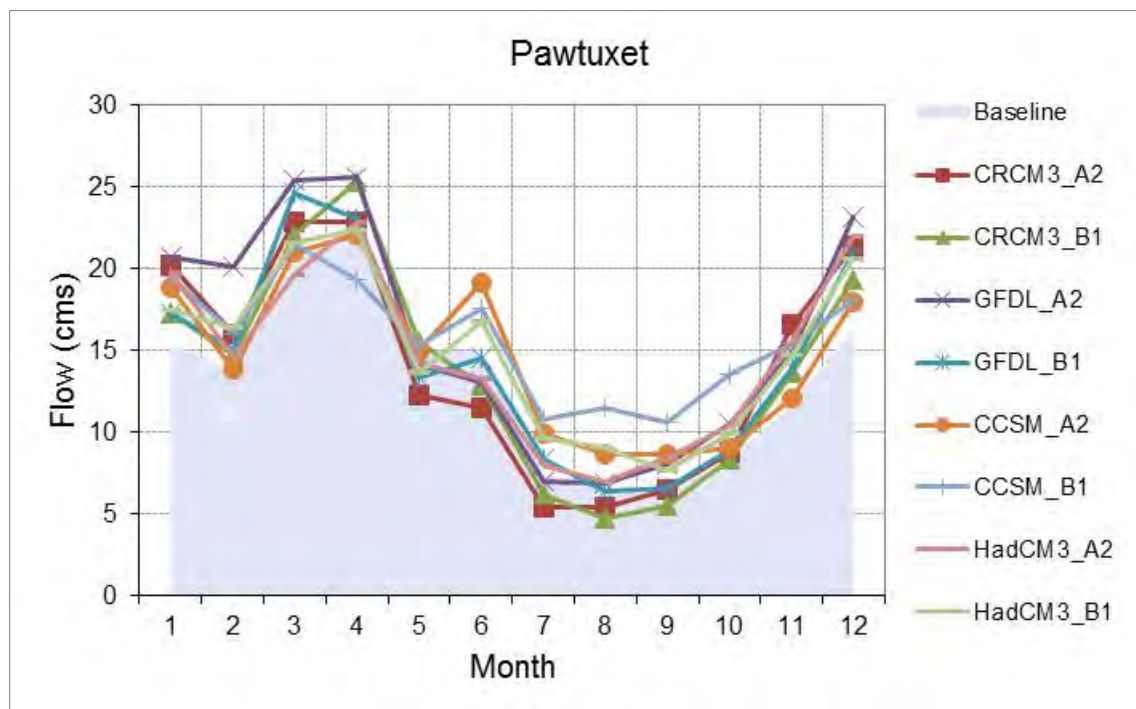 Pawtuxet
30
25
20
15
10
5
0
Flow (cms)
1 2 3 4 5 6 7 8 9 10 11 12
Month
Baseline
CRCM3_A2
CRCM3_B1
GFDL_A2
GFDL_B1
CCSM_A2
CCSM_B1
HadCM3_A2
HadCM3_B1